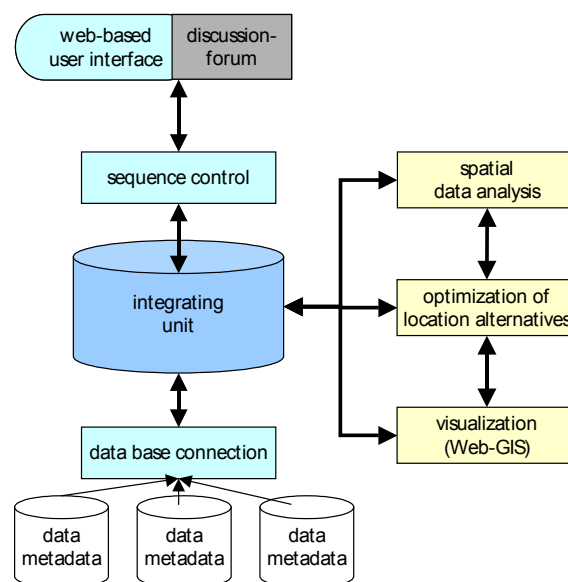 web-based
user interface
discussion-
forum
sequence control
spatial
data analysis
integrating
unit
optimization of
location alternatives
data base connection
visualization
(Web-GIS)
data
metadata
data
metadata
data
metadata